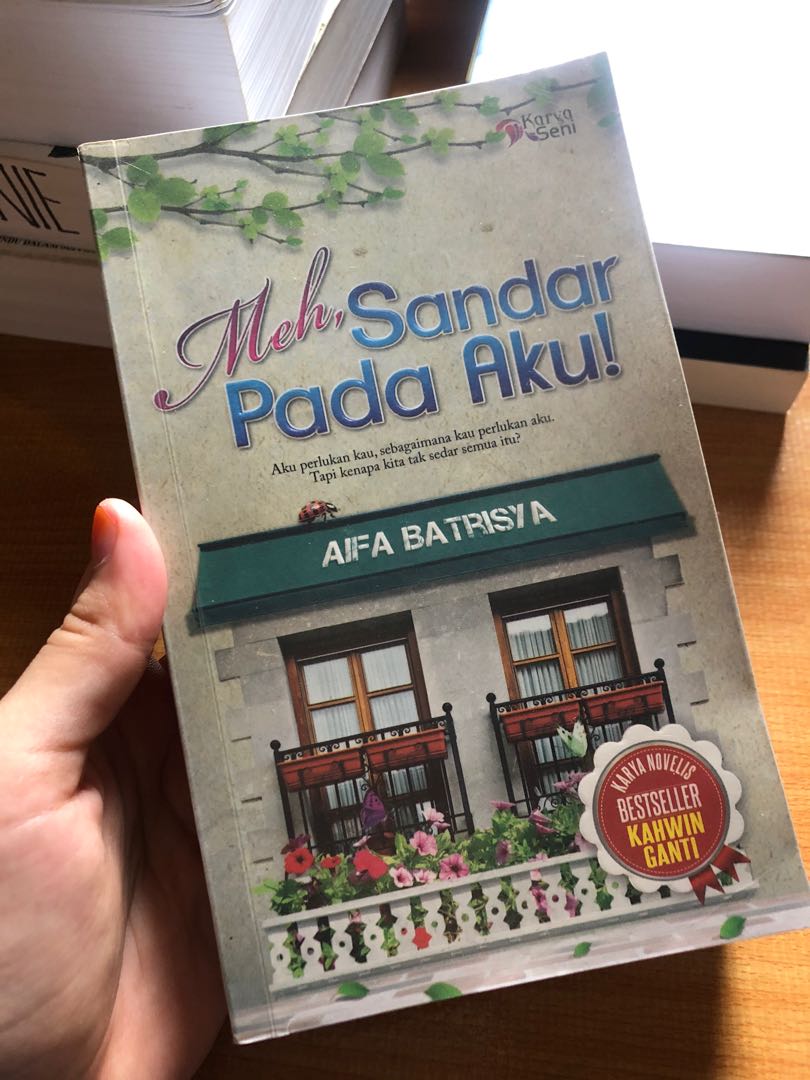 Karya
Seni
Meh, Sandar
Pada Aku!
Aku perlukan kau, sebagaimana kau perlukan aku.
Tapi kenapa kita tak sedar semua itu?
AIFA BATRISYA
KARYA NOVELIS
BESTSELLER
KAHWIN
GANTI
NIE